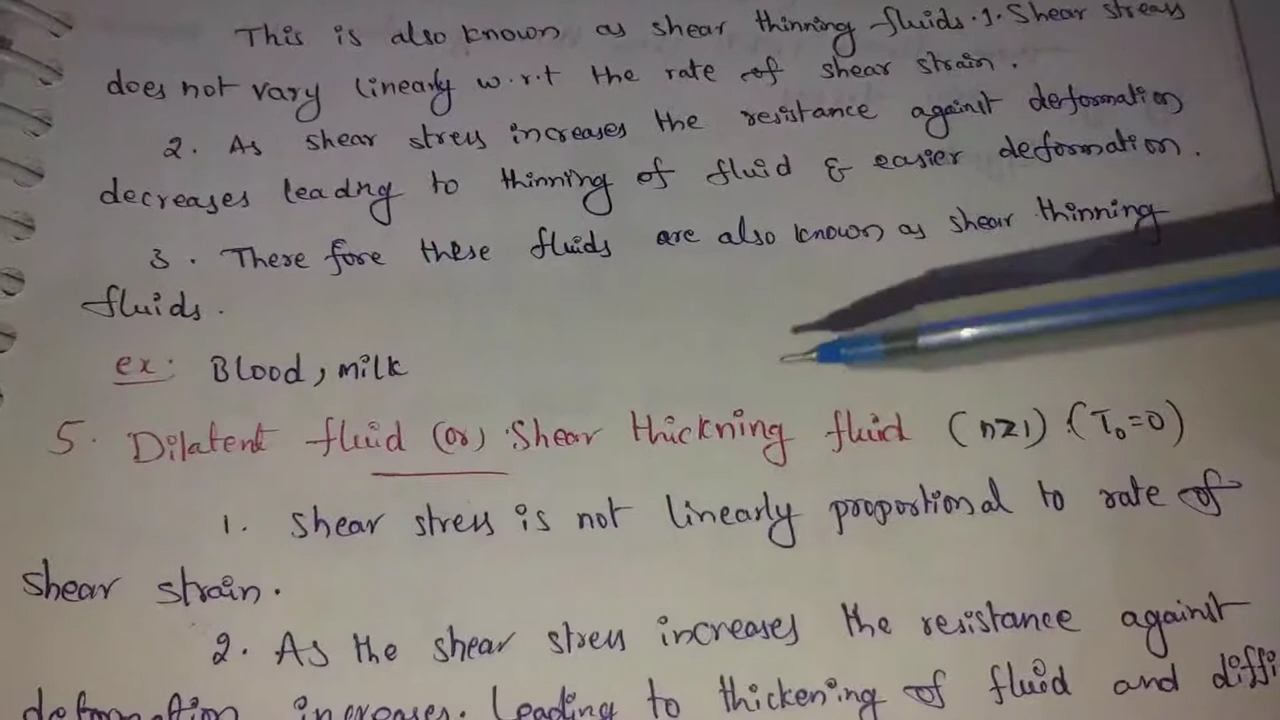 This is also known as shear thinning fluids. 1. Shear stress
does not vary linearly w.r.t the rate of shear strain.
2. As shear stress increases the resistance against deformation
decreases leadng to thinning of fluid & easier deformation.
3. There fore these fluids are also known as shear thinning
fluids.
ex: Blood, milk
5. Dilatent fluid (or) Shear thickning fluid (n>1) (τ₀=0)
1. Shear stress is not linearly proportional to rate of
shear strain.
2. As the shear stress increases the resistance against
deformation increases. Leading to thickening of fluid and diffi